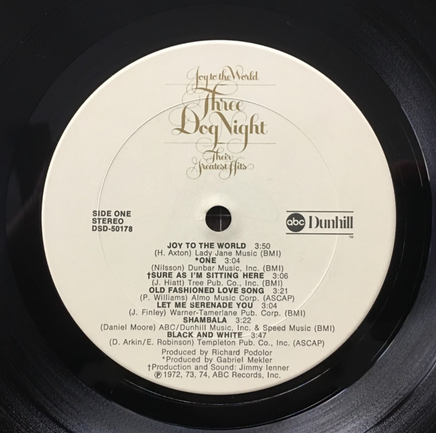 Joy to the World
Three
Dog Night
Their
Greatest Hits
SIDE ONE
STEREO
DSD-50178
abc Dunhill
TM
JOY TO THE WORLD 3:50
(H. Axton) Lady Jane Music (BMI)
*ONE 3:04
(Nilsson) Dunbar Music, Inc. (BMI)
†SURE AS I'M SITTING HERE 3:06
(J. Hiatt) Tree Pub. Co., Inc. (BMI)
OLD FASHIONED LOVE SONG 3:21
(P. Williams) Almo Music Corp. (ASCAP)
LET ME SERENADE YOU 3:04
(J. Finley) Warner-Tamerlane Pub. Corp. (BMI)
SHAMBALA 3:22
(Daniel Moore) ABC/Dunhill Music, Inc. & Speed Music (BMI)
BLACK AND WHITE 3:47
(D. Arkin/E. Robinson) Templeton Pub. Co., Inc. (ASCAP)
Produced by Richard Podolor
*Produced by Gabriel Mekler
†Production and Sound: Jimmy Ienner
℗1972, 73, 74, ABC Records, Inc.